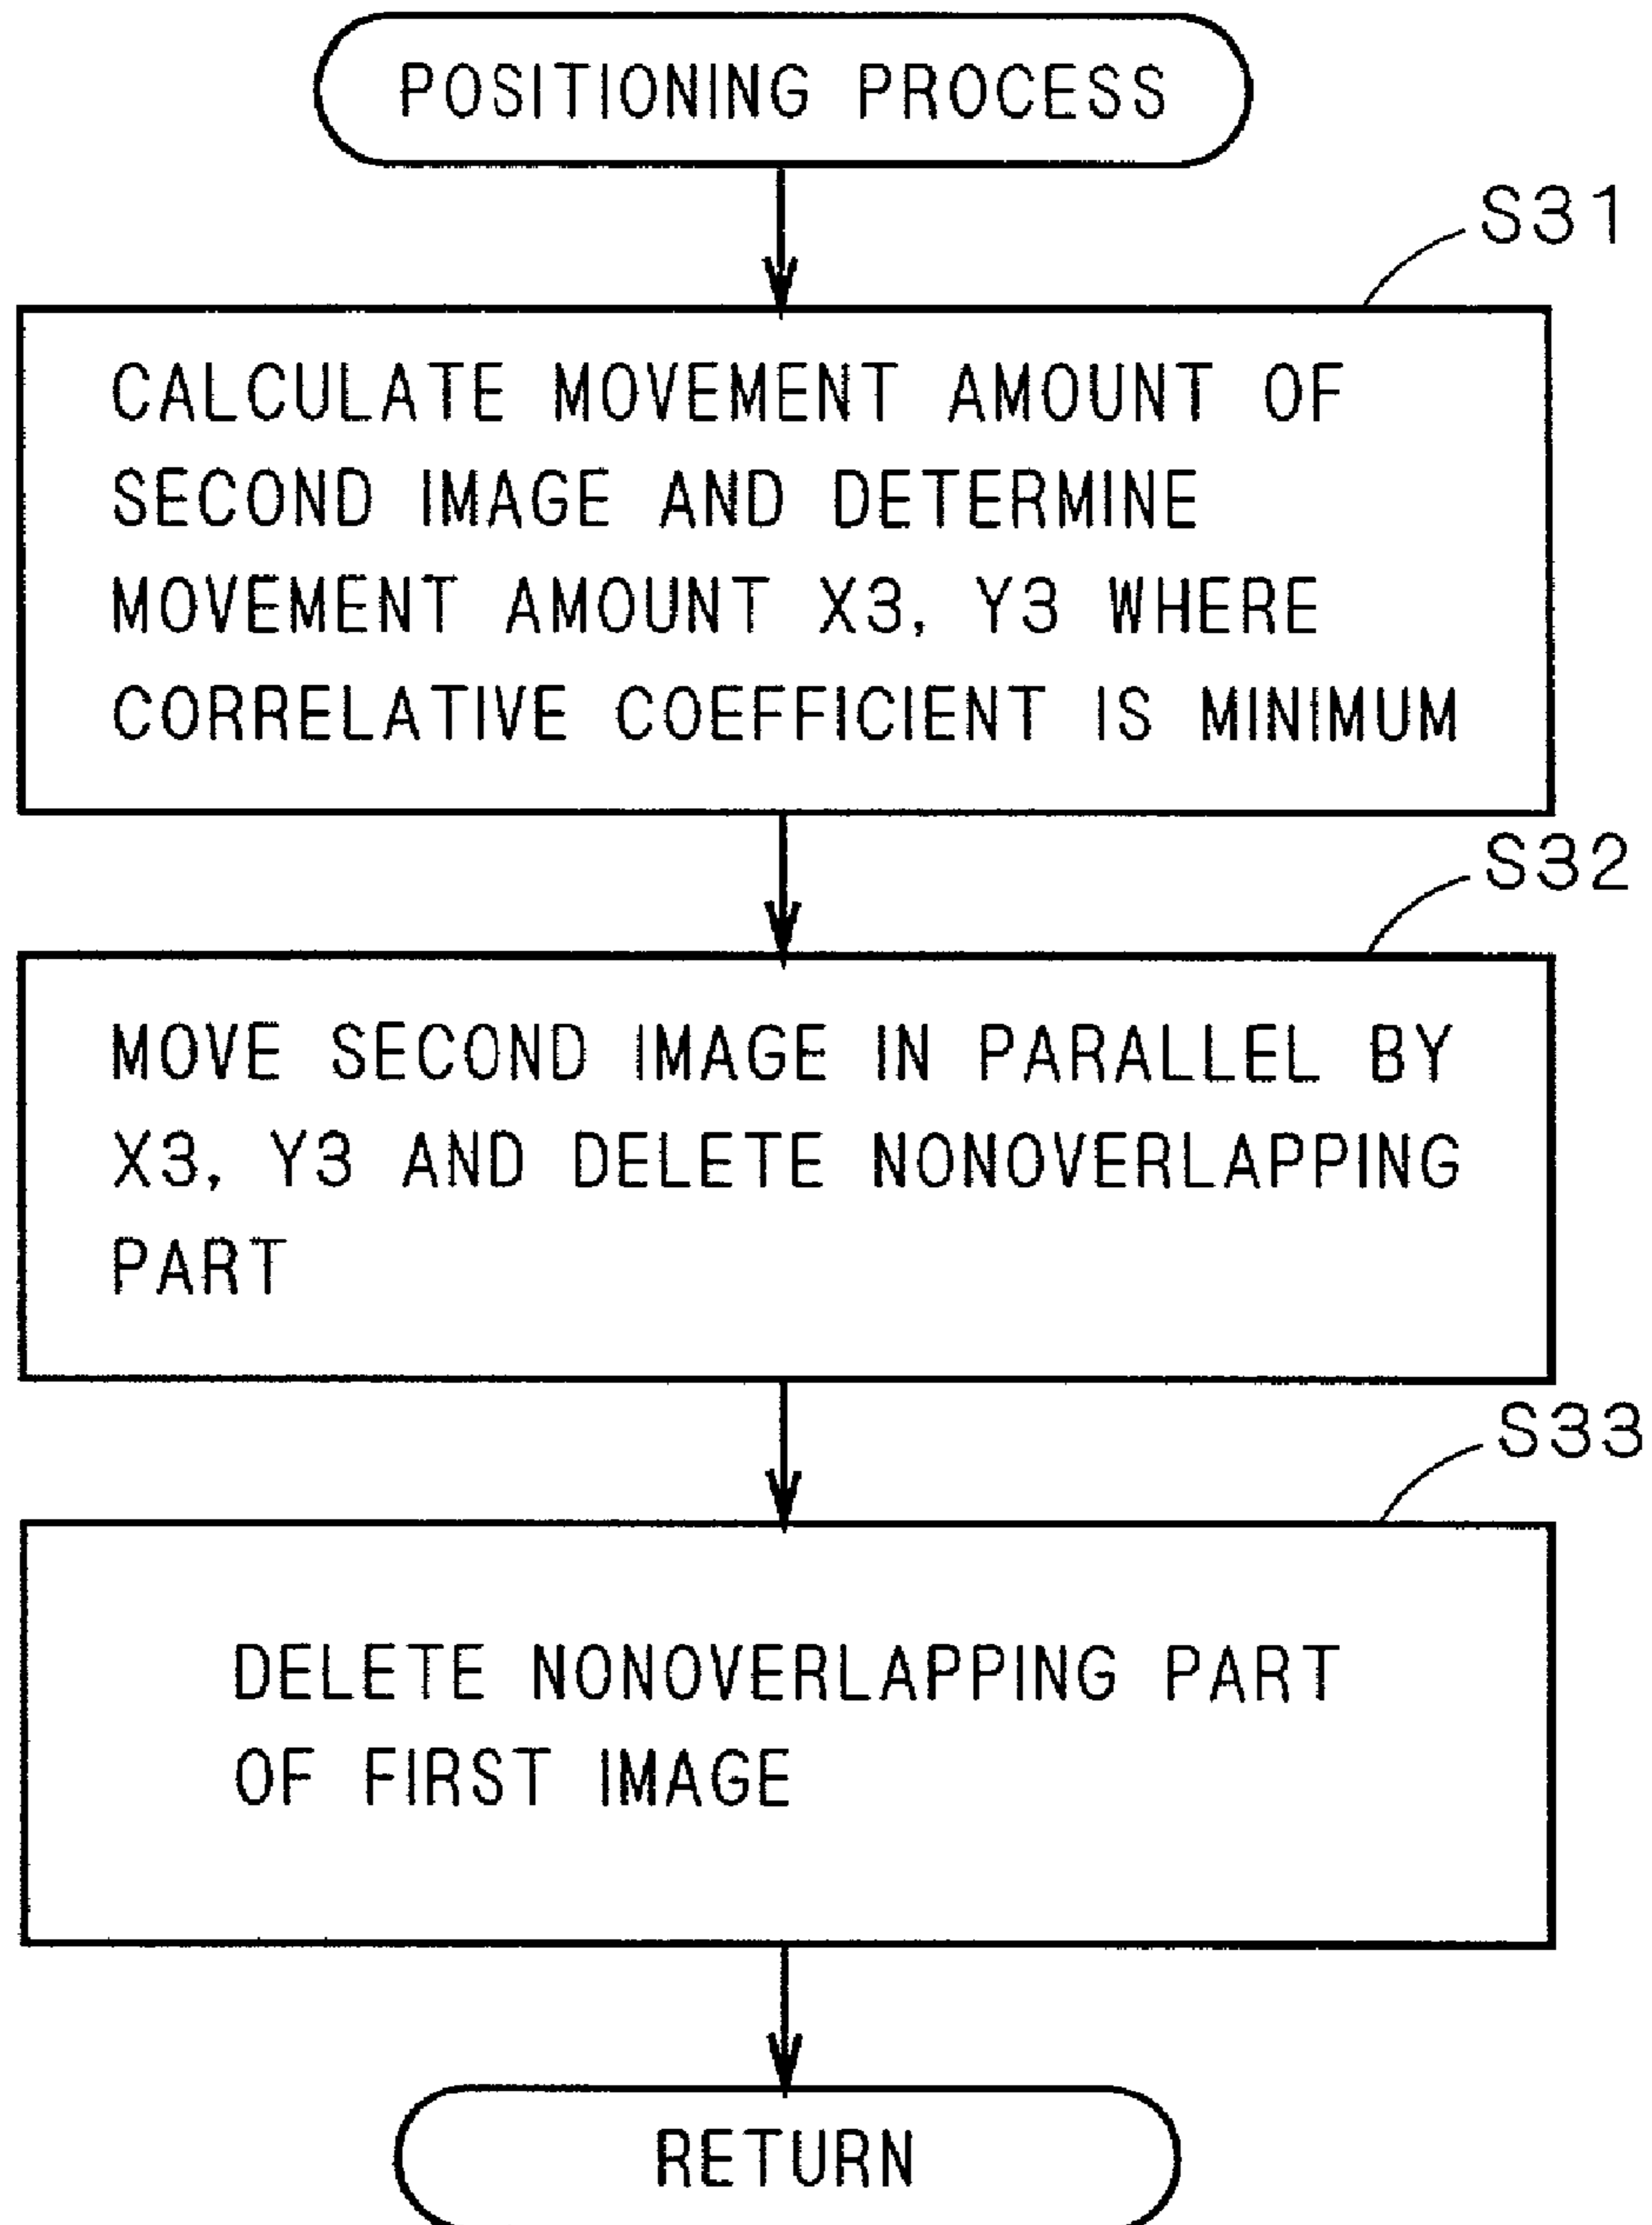 POSITIONING PROCESS
S31
CALCULATE MOVEMENT AMOUNT OF
SECOND IMAGE AND DETERMINE
MOVEMENT AMOUNT X3, Y3 WHERE
CORRELATIVE COEFFICIENT IS MINIMUM
S32
MOVE SECOND IMAGE IN PARALLEL BY
X3, Y3 AND DELETE NONOVERLAPPING
PART
S33
DELETE NONOVERLAPPING PART
OF FIRST IMAGE
RETURN